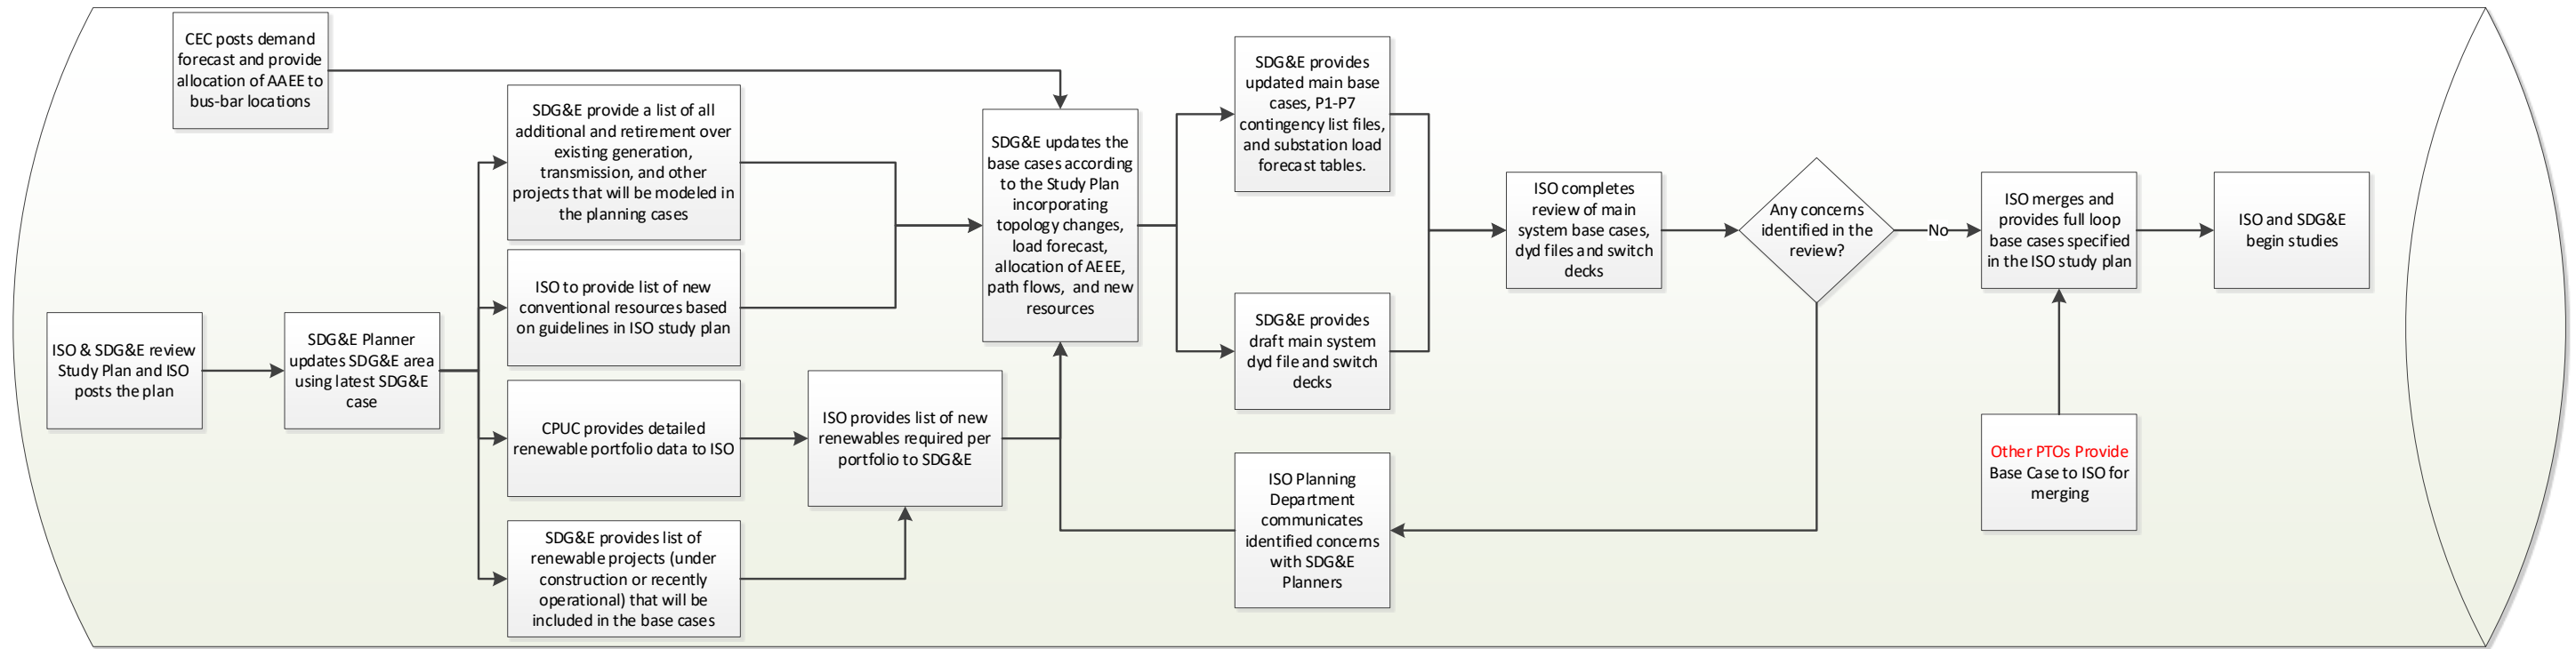 CEC posts demand
forecast and provide
allocation of AAEE to
bus-bar locations
ISO & SDG&E review
Study Plan and ISO
posts the plan
SDG&E Planner
updates SDG&E area
using latest SDG&E
case
SDG&E provide a list of all
additional and retirement over
existing generation,
transmission, and other
projects that will be modeled in
the planning cases
ISO to provide list of new
conventional resources based
on guidelines in ISO study plan
CPUC provides detailed
renewable portfolio data to ISO
SDG&E provides list of
renewable projects (under
construction or recently
operational) that will be
included in the base cases
ISO provides list of new
renewables required per
portfolio to SDG&E
SDG&E updates the
base cases according
to the Study Plan
incorporating
topology changes,
load forecast,
allocation of AEEE,
path flows, and new
resources
SDG&E provides
updated main base
cases, P1-P7
contingency list files,
and substation load
forecast tables.
SDG&E provides
draft main system
dyd file and switch
decks
ISO Planning
Department
communicates
identified concerns
with SDG&E
Planners
ISO completes
review of main
system base cases,
dyd files and switch
decks
Any concerns
identified in the
review?
No
ISO merges and
provides full loop
base cases specified
in the ISO study plan
Other PTOs Provide
Base Case to ISO for
merging
ISO and SDG&E
begin studies